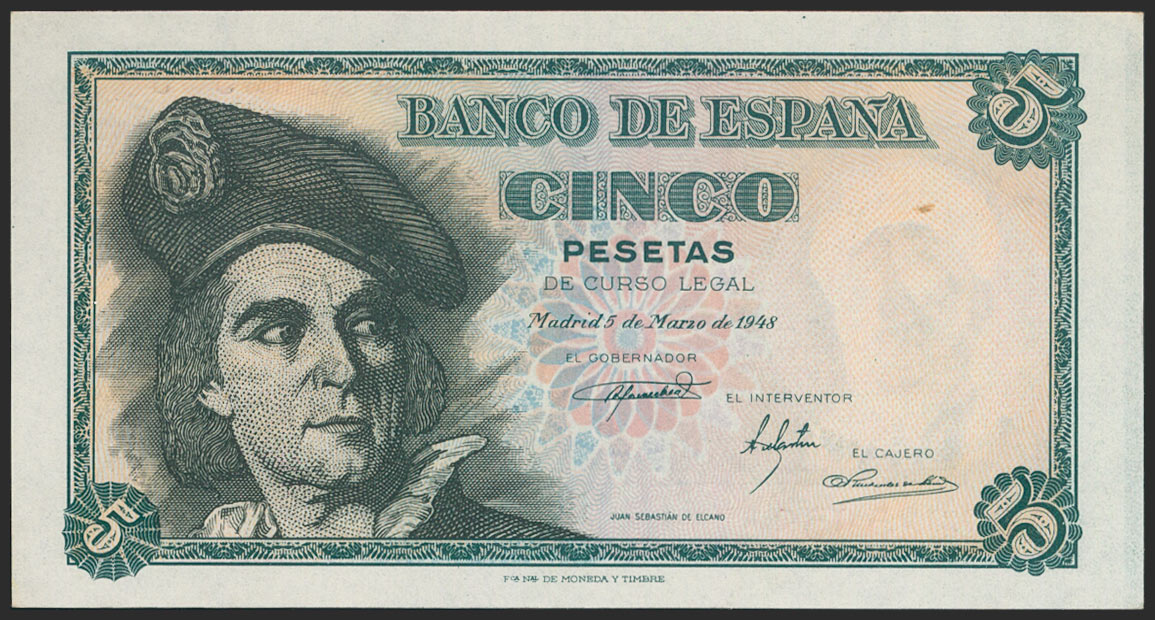 BANCO DE ESPAÑA
5
CINCO
PESETAS
DE CURSO LEGAL
Madrid 5 de Marzo de 1948
EL GOBERNADOR
EL INTERVENTOR
EL CAJERO
JUAN SEBASTIÁN DE ELCANO
5
5
Fᶜᴬ Nᴬᴸ DE MONEDA Y TIMBRE